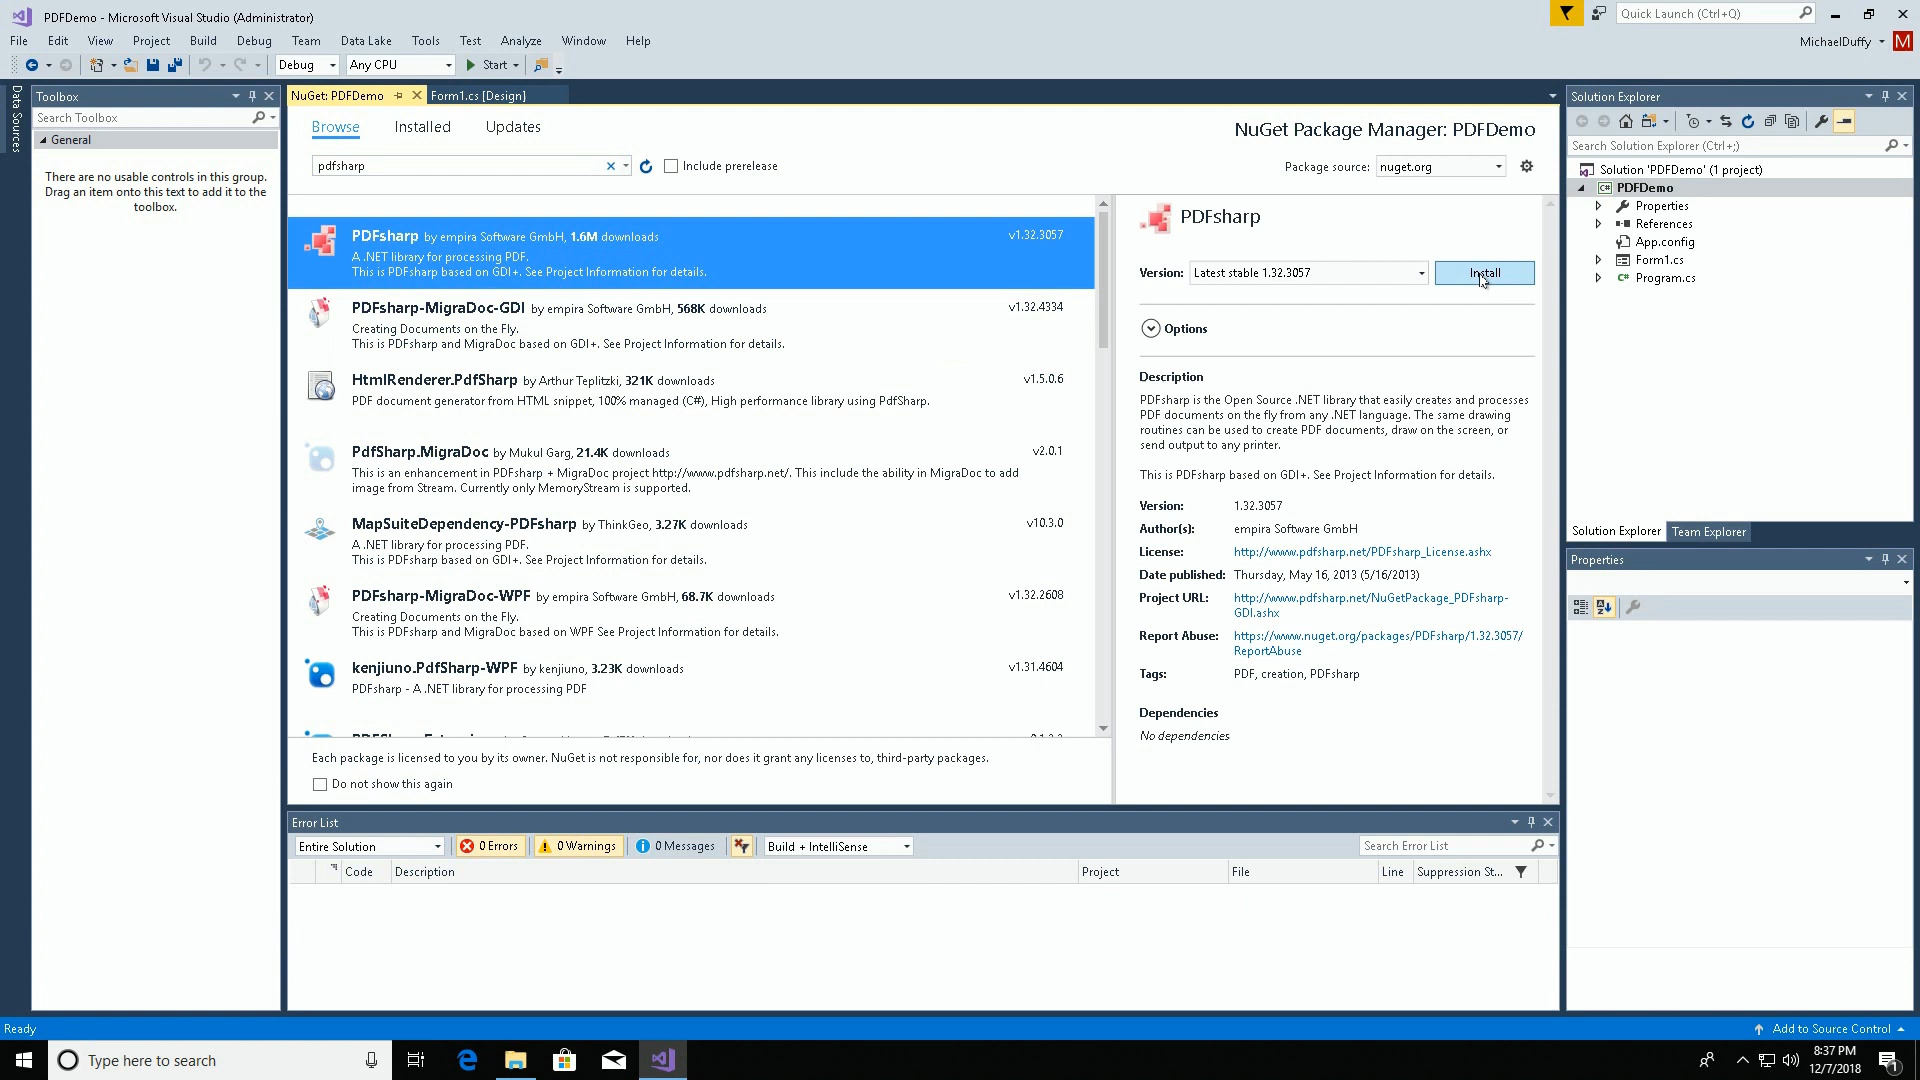 PDFDemo - Microsoft Visual Studio (Administrator)
Quick Launch (Ctrl+Q)
File Edit View Project Build Debug Team Data Lake Tools Test Analyze Window Help
MichaelDuffy M
Debug Any CPU Start
Data Sources
Toolbox
Search Toolbox
General
There are no usable controls in this group.
Drag an item onto this text to add it to the
toolbox.
NuGet: PDFDemo Form1.cs [Design]
Browse Installed Updates
NuGet Package Manager: PDFDemo
pdfsharp
Include prerelease
Package source: nuget.org
PDFsharp by empira Software GmbH, 1.6M downloads v1.32.3057
A .NET library for processing PDF.
This is PDFsharp based on GDI+. See Project Information for details.
PDFsharp-MigraDoc-GDI by empira Software GmbH, 568K downloads v1.32.4334
Creating Documents on the Fly.
This is PDFsharp and MigraDoc based on GDI+. See Project Information for details.
HtmlRenderer.PdfSharp by Arthur Teplitzki, 321K downloads v1.5.0.6
PDF document generator from HTML snippet, 100% managed (C#), High performance library using PdfSharp.
PdfSharp.MigraDoc by Mukul Garg, 21.4K downloads v2.0.1
This is an enhancement in PDFsharp + MigraDoc project http://www.pdfsharp.net/. This include the ability in MigraDoc to add
image from Stream. Currently only MemoryStream is supported.
MapSuiteDependency-PDFsharp by ThinkGeo, 3.27K downloads v10.3.0
A .NET library for processing PDF.
This is PDFsharp based on GDI+. See Project Information for details.
PDFsharp-MigraDoc-WPF by empira Software GmbH, 68.7K downloads v1.32.2608
Creating Documents on the Fly.
This is PDFsharp and MigraDoc based on WPF See Project Information for details.
kenjiuno.PdfSharp-WPF by kenjiuno, 3.23K downloads v1.31.4604
PDFsharp - A .NET library for processing PDF
Each package is licensed to you by its owner. NuGet is not responsible for, nor does it grant any licenses to, third-party packages.
Do not show this again
PDFsharp
Version: Latest stable 1.32.3057 Install
Options
Description
PDFsharp is the Open Source .NET library that easily creates and processes
PDF documents on the fly from any .NET language. The same drawing
routines can be used to create PDF documents, draw on the screen, or
send output to any printer.
This is PDFsharp based on GDI+. See Project Information for details.
Version: 1.32.3057
Author(s): empira Software GmbH
License: http://www.pdfsharp.net/PDFsharp_License.ashx
Date published: Thursday, May 16, 2013 (5/16/2013)
Project URL: http://www.pdfsharp.net/NuGetPackage_PDFsharp-
GDI.ashx
Report Abuse: https://www.nuget.org/packages/PDFsharp/1.32.3057/
ReportAbuse
Tags: PDF, creation, PDFsharp
Dependencies
No dependencies
Error List
Entire Solution 0 Errors 0 Warnings 0 Messages Build + IntelliSense Search Error List
Code Description Project File Line Suppression St...
Solution Explorer
Search Solution Explorer (Ctrl+;)
Solution 'PDFDemo' (1 project)
C# PDFDemo
Properties
References
App.config
Form1.cs
C# Program.cs
Solution Explorer Team Explorer
Properties
Ready
Add to Source Control
Type here to search
8:37 PM
12/7/2018
1